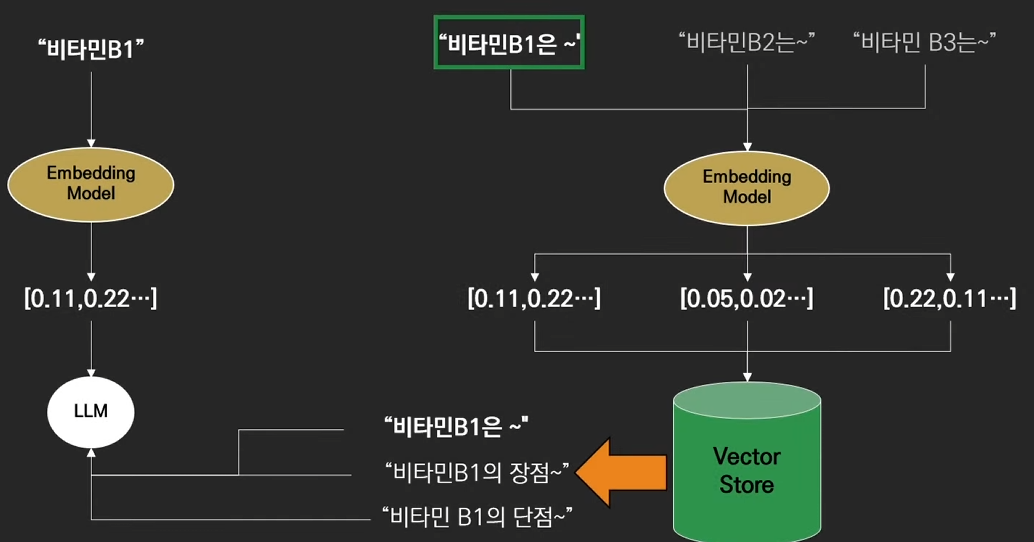 “비타민B1”
“비타민B1은 ~"
“비타민B2는~”
“비타민 B3는~”
Embedding
Model
Embedding
Model
[0.11,0.22…]
[0.11,0.22…]
[0.05,0.02…]
[0.22,0.11…]
LLM
“비타민B1은 ~"
“비타민B1의 장점~”
“비타민 B1의 단점~”
Vector
Store